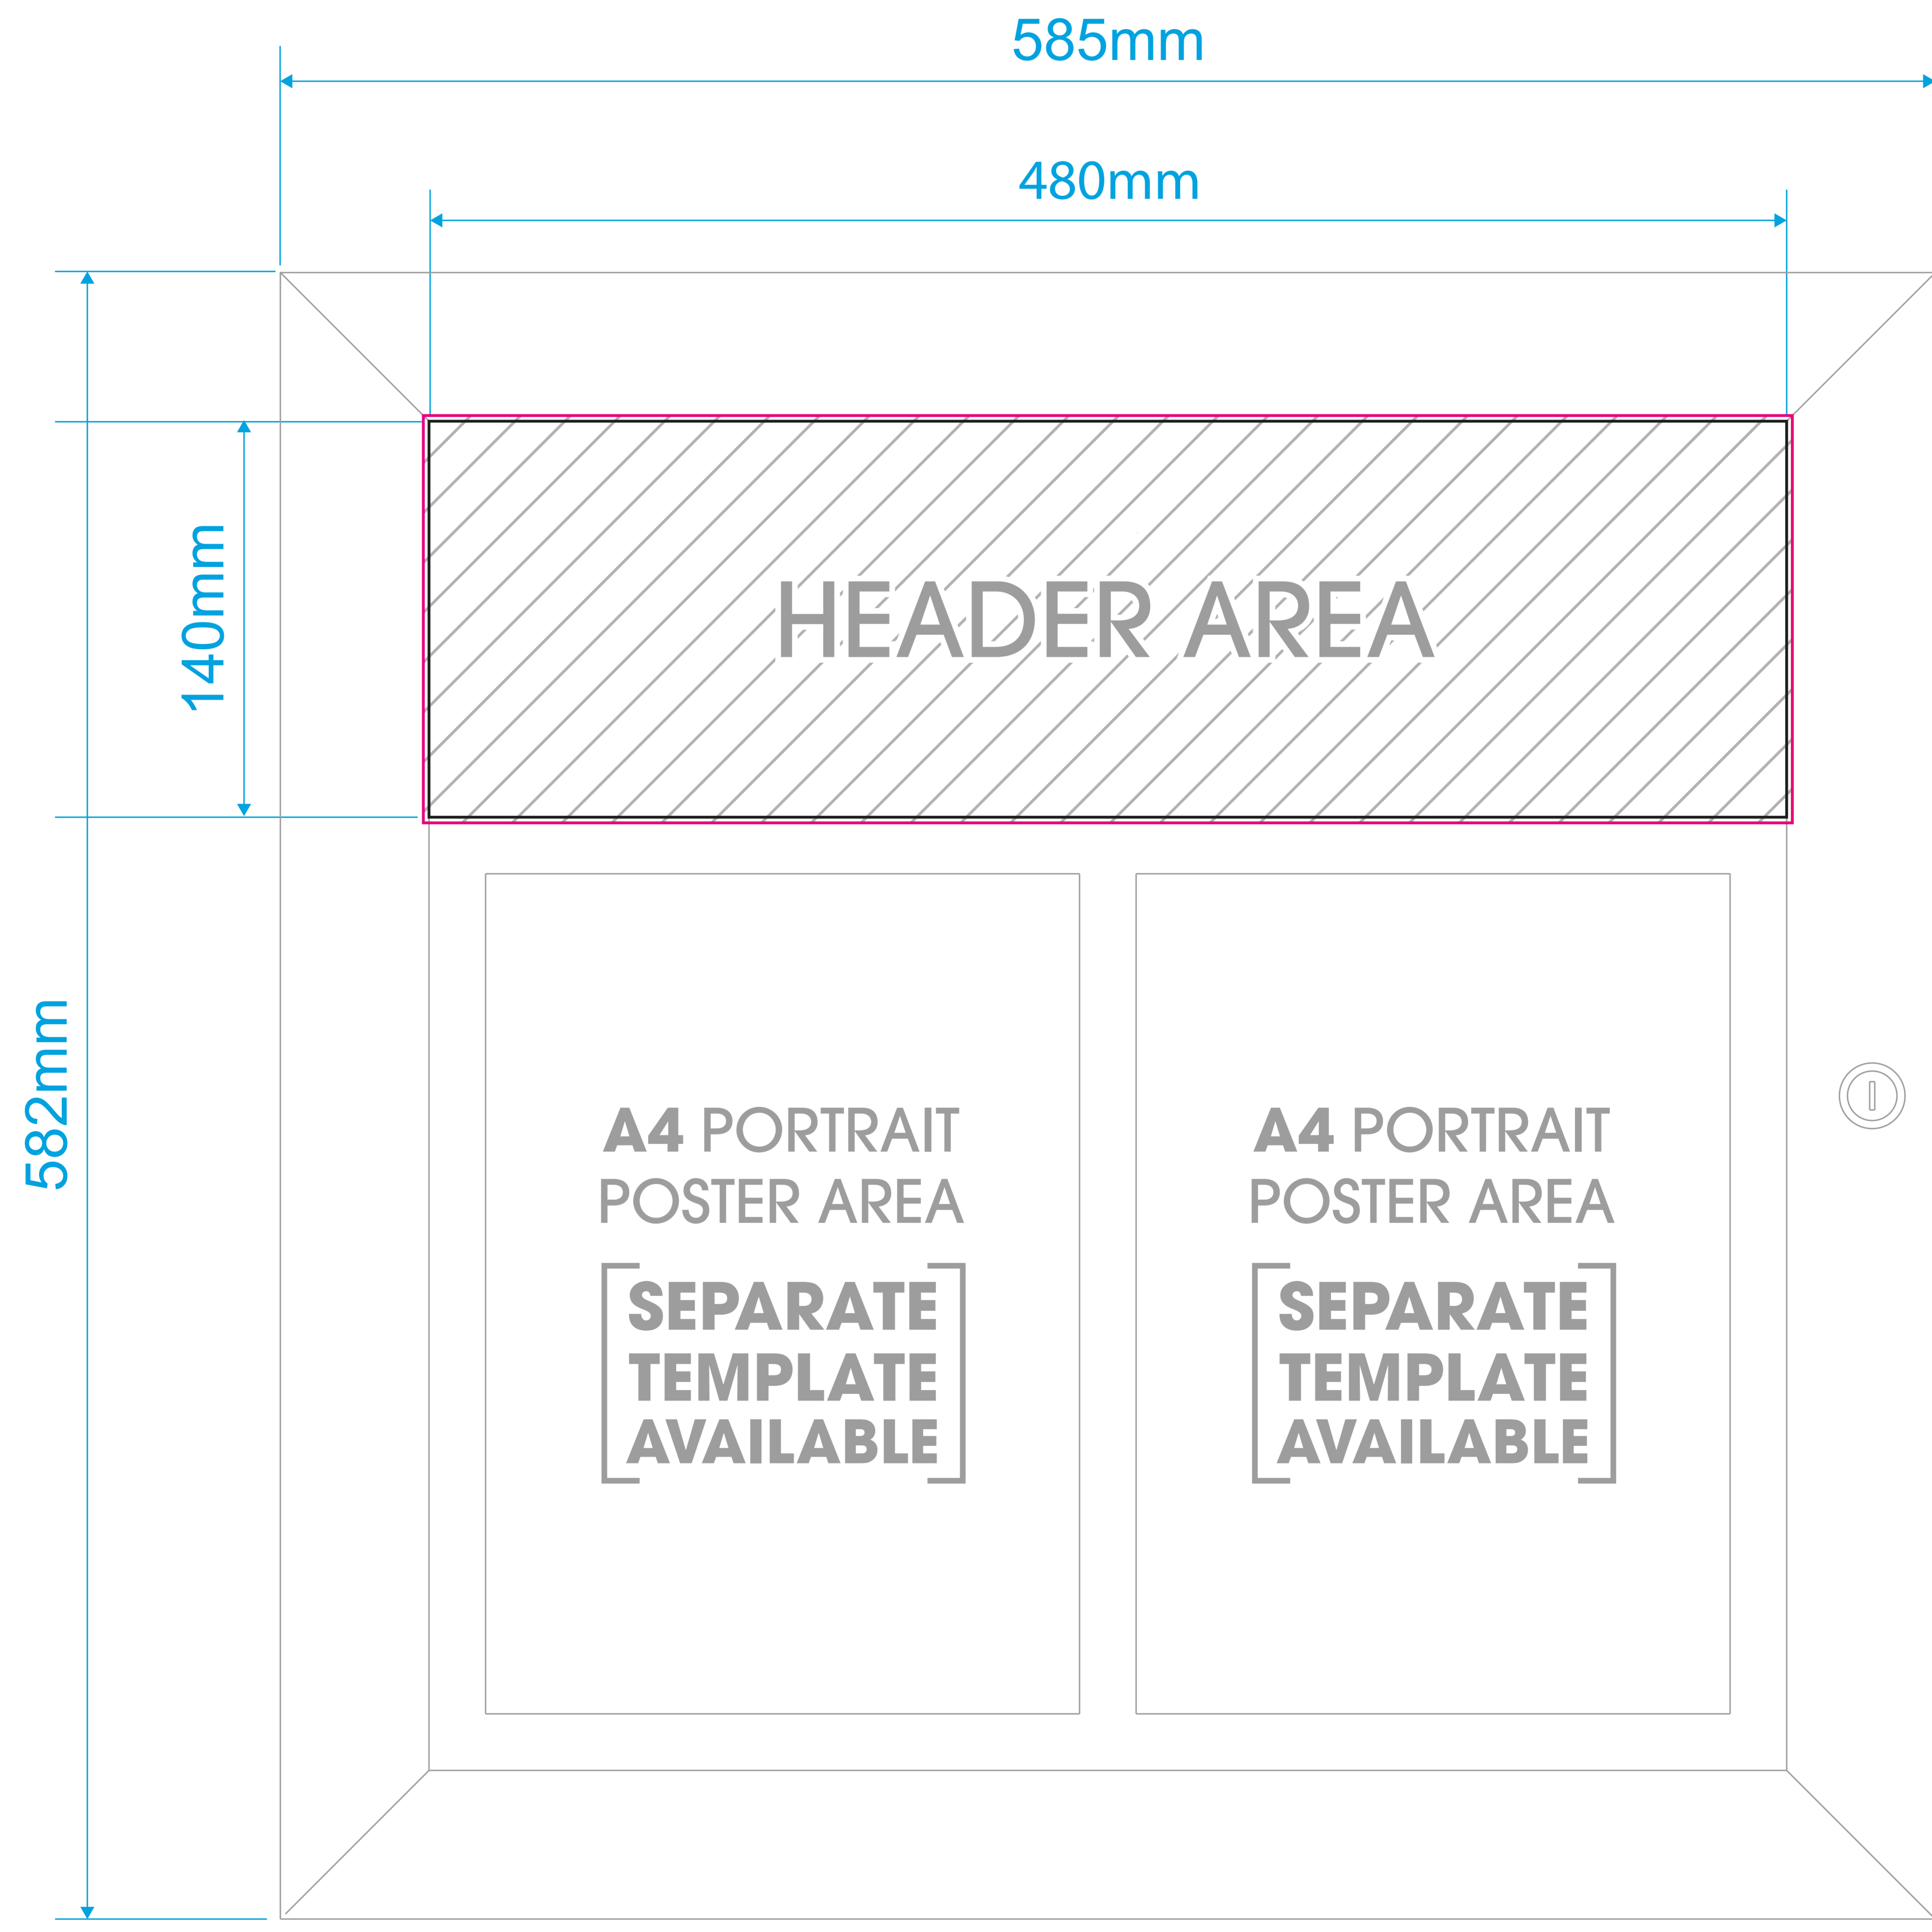 585mm
480mm
140mm
HEADER AREA
582mm
A4 PORTRAIT
POSTER AREA
SEPARATE
TEMPLATE
AVAILABLE
A4 PORTRAIT
POSTER AREA
SEPARATE
TEMPLATE
AVAILABLE